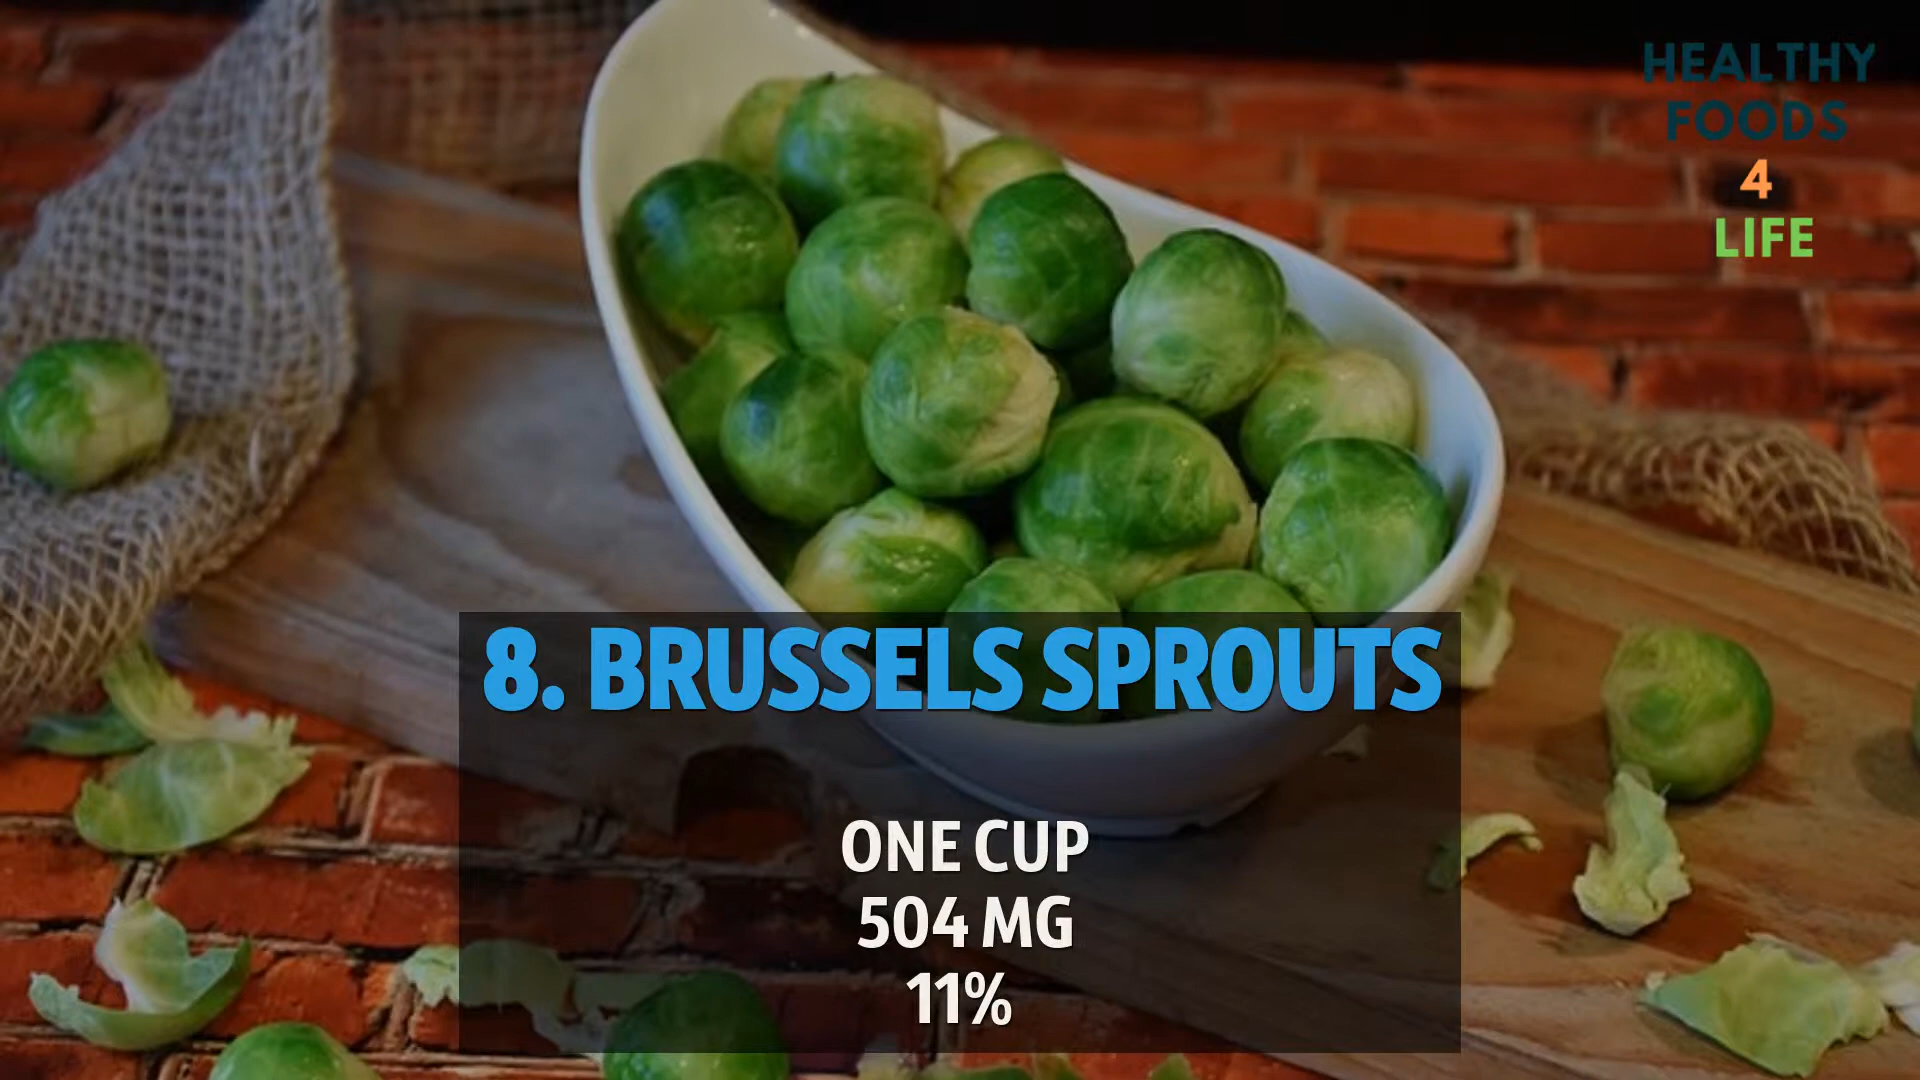 HEALTHY
FOODS
4
LIFE
8. BRUSSELS SPROUTS
ONE CUP
504 MG
11%